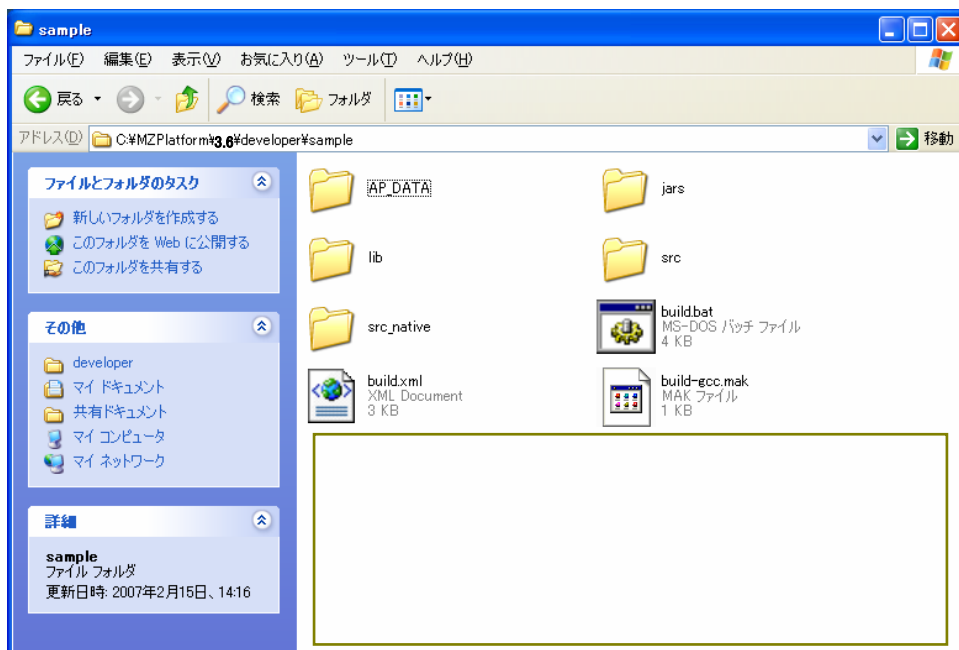 sample
ファイル(F) 編集(E) 表示(V) お気に入り(A) ツール(T) ヘルプ(H)
戻る 検索 フォルダ
アドレス(D) C:¥MZPlatform¥3.6¥developer¥sample 移動
ファイルとフォルダのタスク
新しいフォルダを作成する
このフォルダを Web に公開する
このフォルダを共有する
その他
developer
マイ ドキュメント
共有ドキュメント
マイ コンピュータ
マイ ネットワーク
詳細
sample
ファイル フォルダ
更新日時: 2007年2月15日、14:16
AP_DATA
jars
lib
src
src_native
build.bat
MS-DOS バッチ ファイル
4 KB
build.xml
XML Document
3 KB
build-gcc.mak
MAK ファイル
1 KB